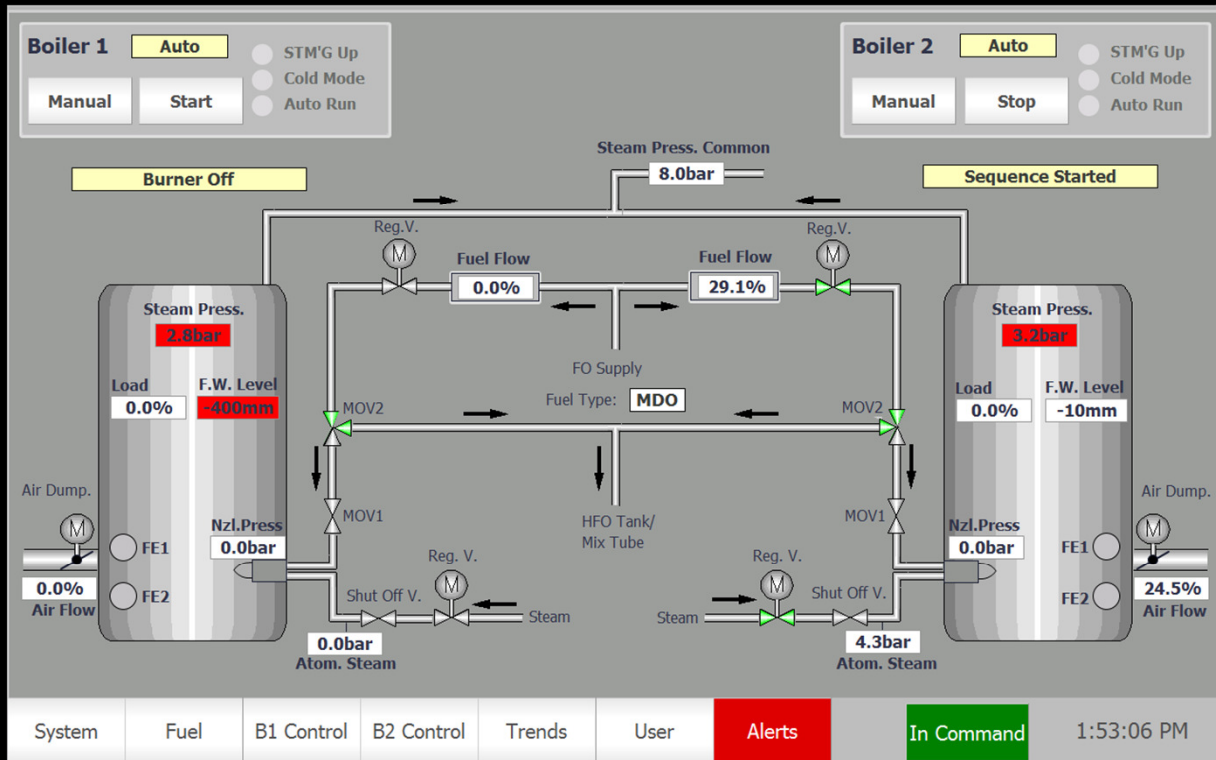 Boiler 1
Auto
STM'G Up
Cold Mode
Auto Run
Manual
Start
Boiler 2
Auto
STM'G Up
Cold Mode
Auto Run
Manual
Stop
Burner Off
Steam Press. Common
8.0bar
Sequence Started
Reg.V.
M
Fuel Flow
0.0%
Fuel Flow
29.1%
Reg.V.
M
Steam Press.
2.8bar
Load
0.0%
F.W. Level
-400mm
FO Supply
Fuel Type: MDO
MOV2
MOV2
Steam Press.
3.2bar
Load
0.0%
F.W. Level
-10mm
Air Dump.
M
0.0%
Air Flow
FE1
FE2
Nzl.Press
0.0bar
MOV1
HFO Tank/
Mix Tube
MOV1
Nzl.Press
0.0bar
FE1
FE2
Air Dump.
M
24.5%
Air Flow
Reg. V.
M
Shut Off V.
Steam
0.0bar
Atom. Steam
Reg. V.
M
Shut Off V.
Steam
4.3bar
Atom. Steam
System
Fuel
B1 Control
B2 Control
Trends
User
Alerts
In Command
1:53:06 PM